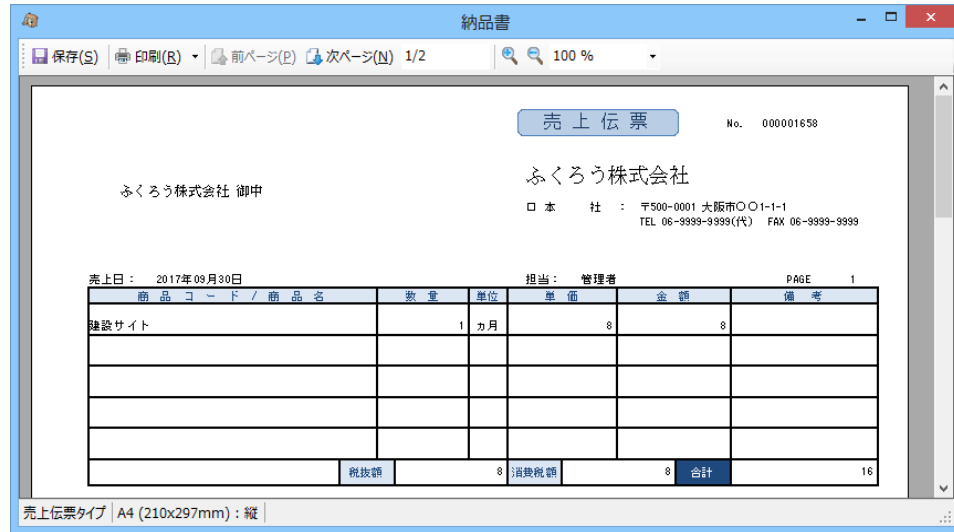 納品書
保存(S) 印刷(R) 前ページ(P) 次ページ(N) 1/2 100 %
売上伝票 No. 000001658
ふくろう株式会社
ふくろう株式会社 御中
ロ 本 社 : 〒500-0001 大阪市〇〇1-1-1
TEL 06-9999-9999(代) FAX 06-9999-9999
売上日: 2017年09月30日 担当: 管理者 PAGE 1
商品コード/商品名 数量 単位 単価 金額 備考
建設サイト 1 ヵ月 8 8
税抜額 8 消費税額 8 合計 16
売上伝票タイプ A4 (210x297mm) : 縦